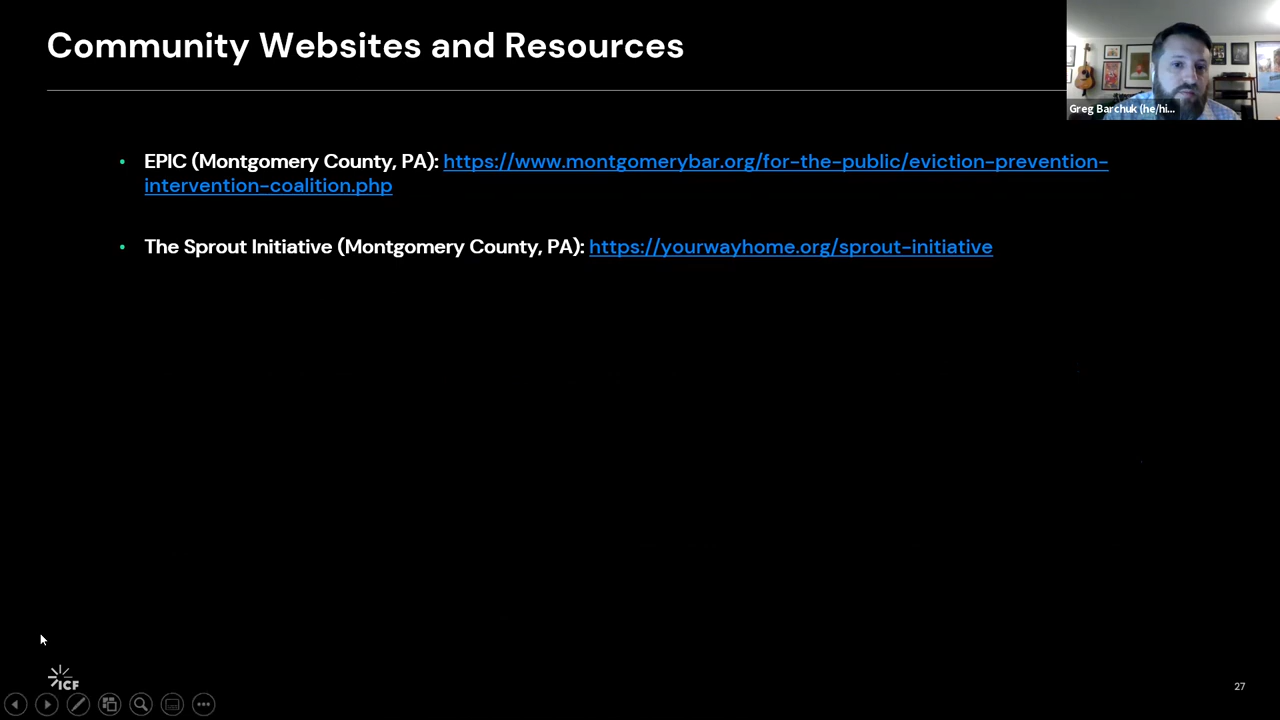 Community Websites and Resources
Greg Barchuk (he/hi...
• EPIC (Montgomery County, PA): https://www.montgomerybar.org/for-the-public/eviction-prevention-
intervention-coalition.php
• The Sprout Initiative (Montgomery County, PA): https://yourwayhome.org/sprout-initiative
ICF
27